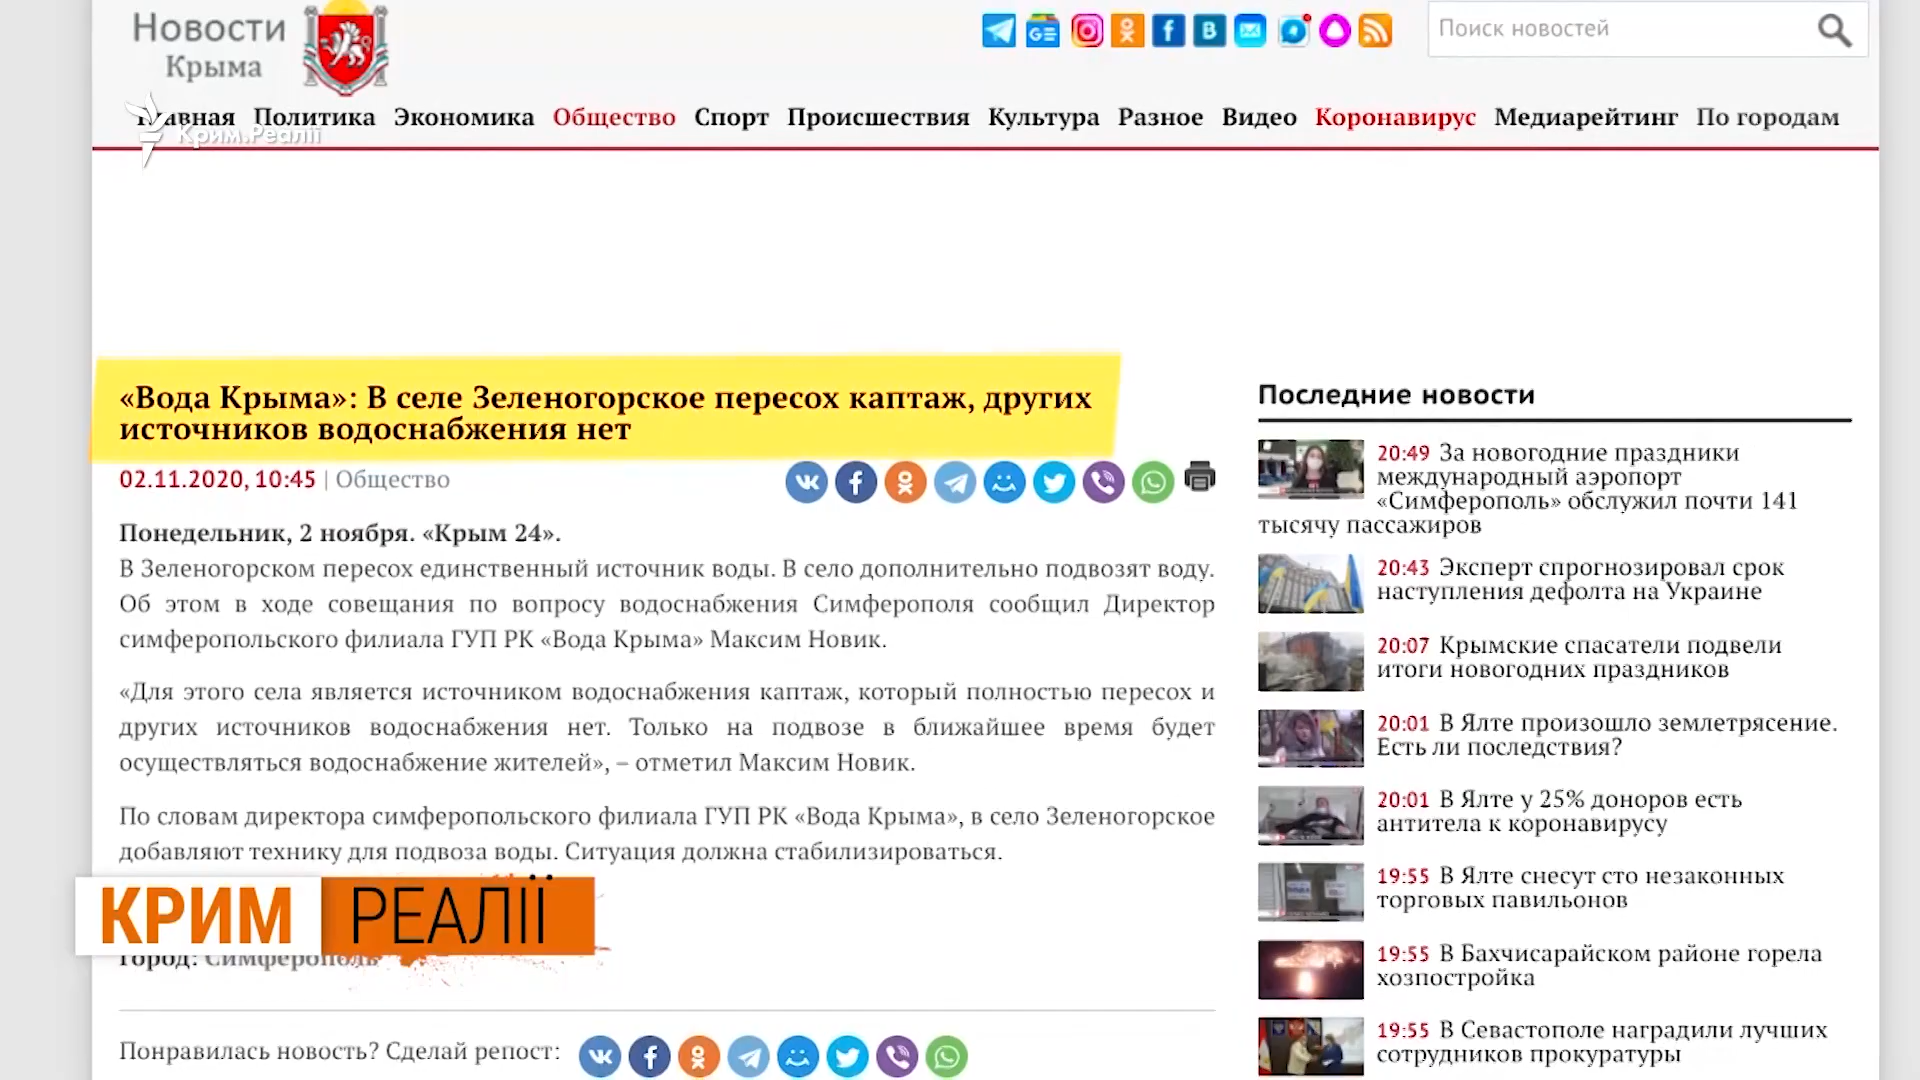 Новости
Крыма
Поиск новостей
Главная Политика Экономика Общество Спорт Происшествия Культура Разное Видео Коронавирус Медиарейтинг По городам
Крим.Реалії
«Вода Крыма»: В селе Зеленогорское пересох каптаж, других
источников водоснабжения нет
02.11.2020, 10:45 | Общество
Понедельник, 2 ноября. «Крым 24».
В Зеленогорском пересох единственный источник воды. В село дополнительно подвозят воду.
Об этом в ходе совещания по вопросу водоснабжения Симферополя сообщил Директор
симферопольского филиала ГУП РК «Вода Крыма» Максим Новик.
«Для этого села является источником водоснабжения каптаж, который полностью пересох и
других источников водоснабжения нет. Только на подвозе в ближайшее время будет
осуществляться водоснабжение жителей», – отметил Максим Новик.
По словам директора симферопольского филиала ГУП РК «Вода Крыма», в село Зеленогорское
добавляют технику для подвоза воды. Ситуация должна стабилизироваться.
КРИМ РЕАЛІЇ
Город: Симферополь
Понравилась новость? Сделай репост:
Последние новости
20:49 За новогодние праздники
международный аэропорт
«Симферополь» обслужил почти 141
тысячу пассажиров
20:43 Эксперт спрогнозировал срок
наступления дефолта на Украине
20:07 Крымские спасатели подвели
итоги новогодних праздников
20:01 В Ялте произошло землетрясение.
Есть ли последствия?
20:01 В Ялте у 25% доноров есть
антитела к коронавирусу
19:55 В Ялте снесут сто незаконных
торговых павильонов
19:55 В Бахчисарайском районе горела
хозпостройка
19:55 В Севастополе наградили лучших
сотрудников прокуратуры